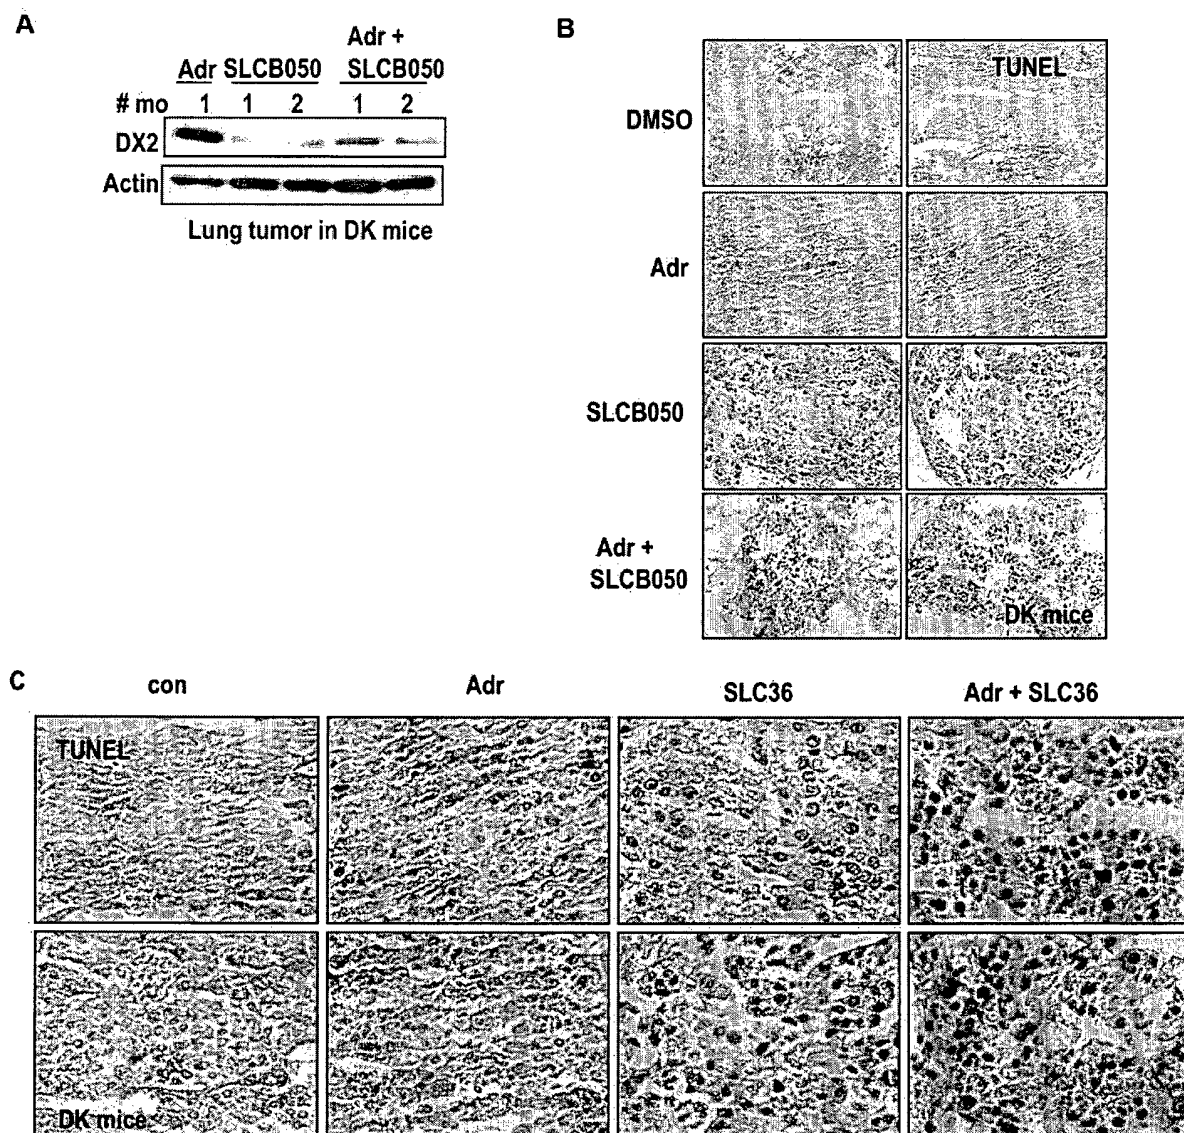 A
Adr +
Adr SLCB050 SLCB050
# mo 1 1 2 1 2
DX2
Actin
Lung tumor in DK mice
B
TUNEL
DMSO
Adr
SLCB050
Adr +
SLCB050
DK mice
C
con Adr SLC36 Adr + SLC36
TUNEL
DK mice